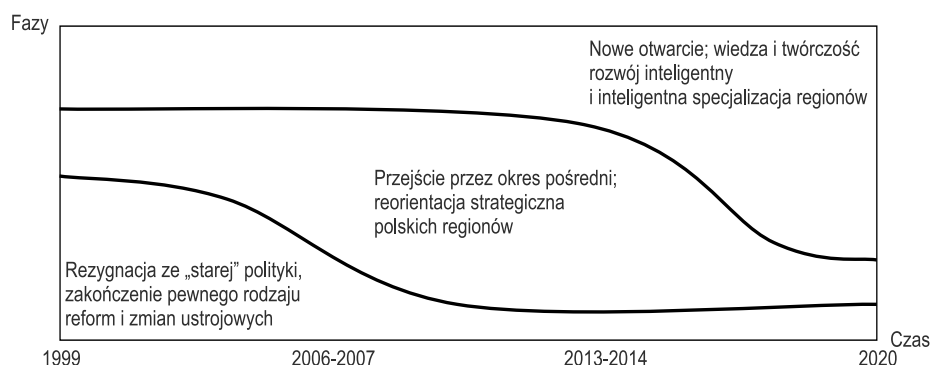 Fazy
Nowe otwarcie; wiedza i twórczość
rozwój inteligentny
i inteligentna specjalizacja regionów
Przejście przez okres pośredni;
reorientacja strategiczna
polskich regionów
Rezygnacja ze „starej” polityki,
zakończenie pewnego rodzaju
reform i zmian ustrojowych
Czas
1999 2006-2007 2013-2014 2020